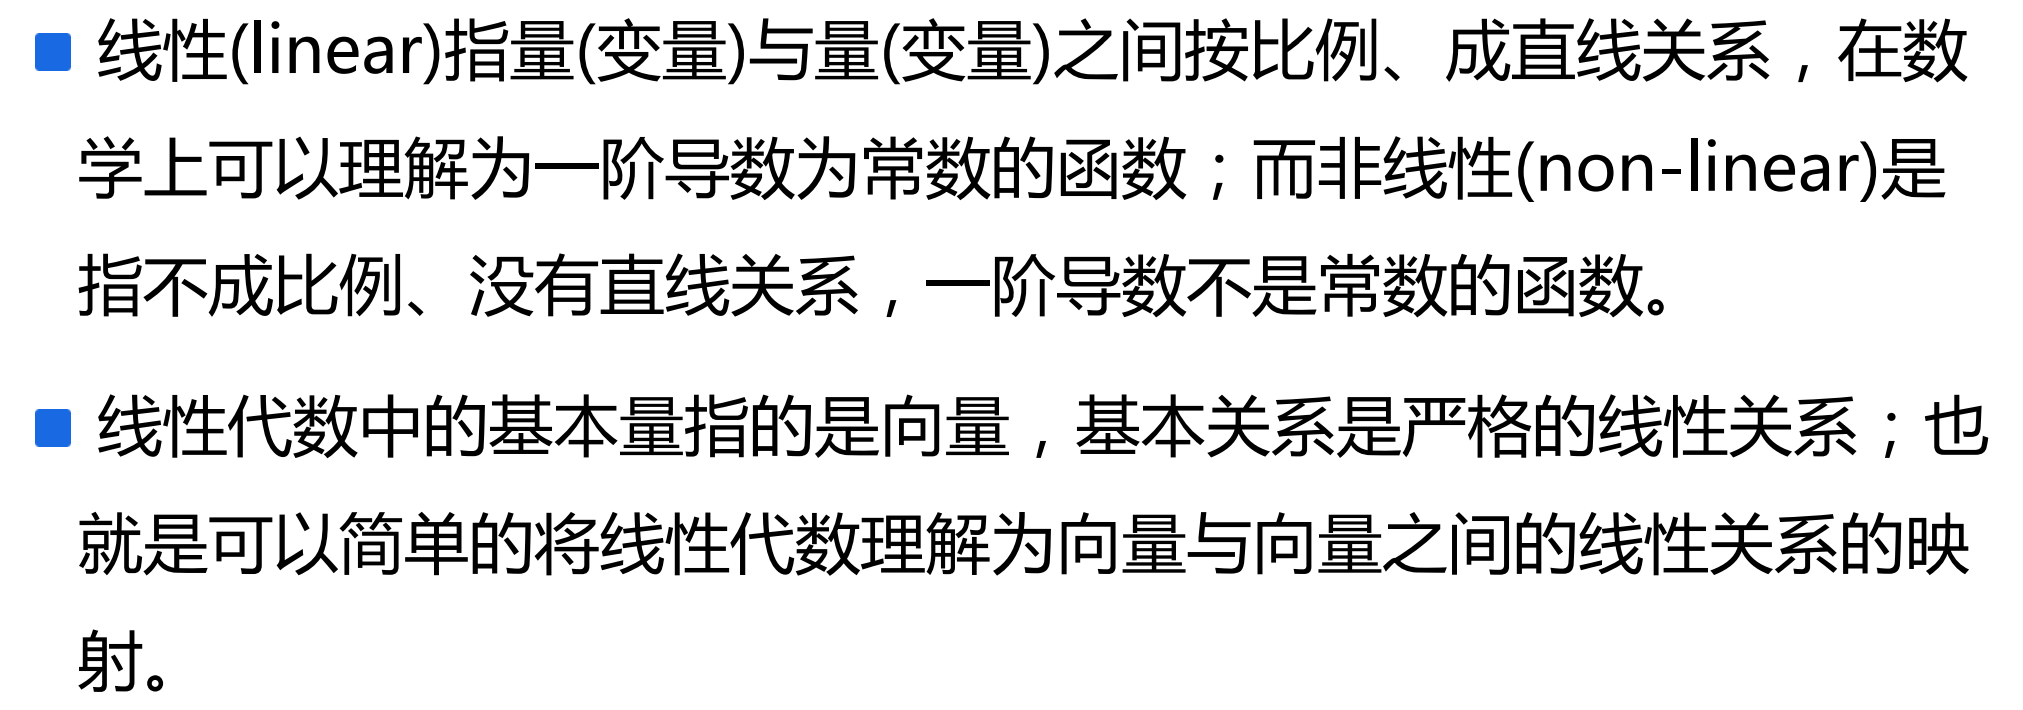 线性(linear)指量(变量)与量(变量)之间按比例、成直线关系，在数
学上可以理解为一阶导数为常数的函数；而非线性(non-linear)是
指不成比例、没有直线关系，一阶导数不是常数的函数。
线性代数中的基本量指的是向量，基本关系是严格的线性关系；也
就是可以简单的将线性代数理解为向量与向量之间的线性关系的映
射。